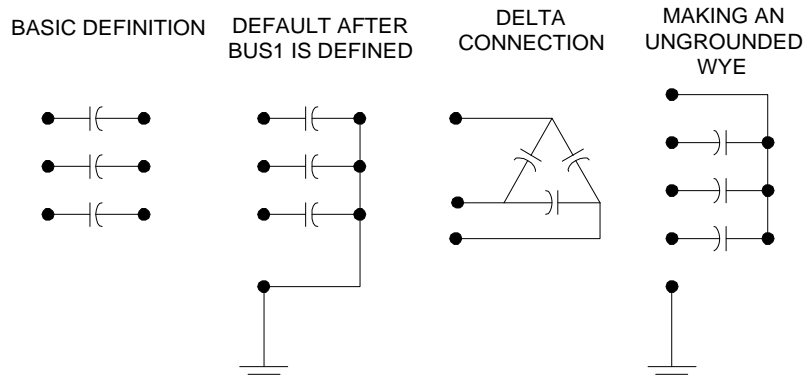 BASIC DEFINITION
DEFAULT AFTER
BUS1 IS DEFINED
DELTA
CONNECTION
MAKING AN
UNGROUNDED
WYE